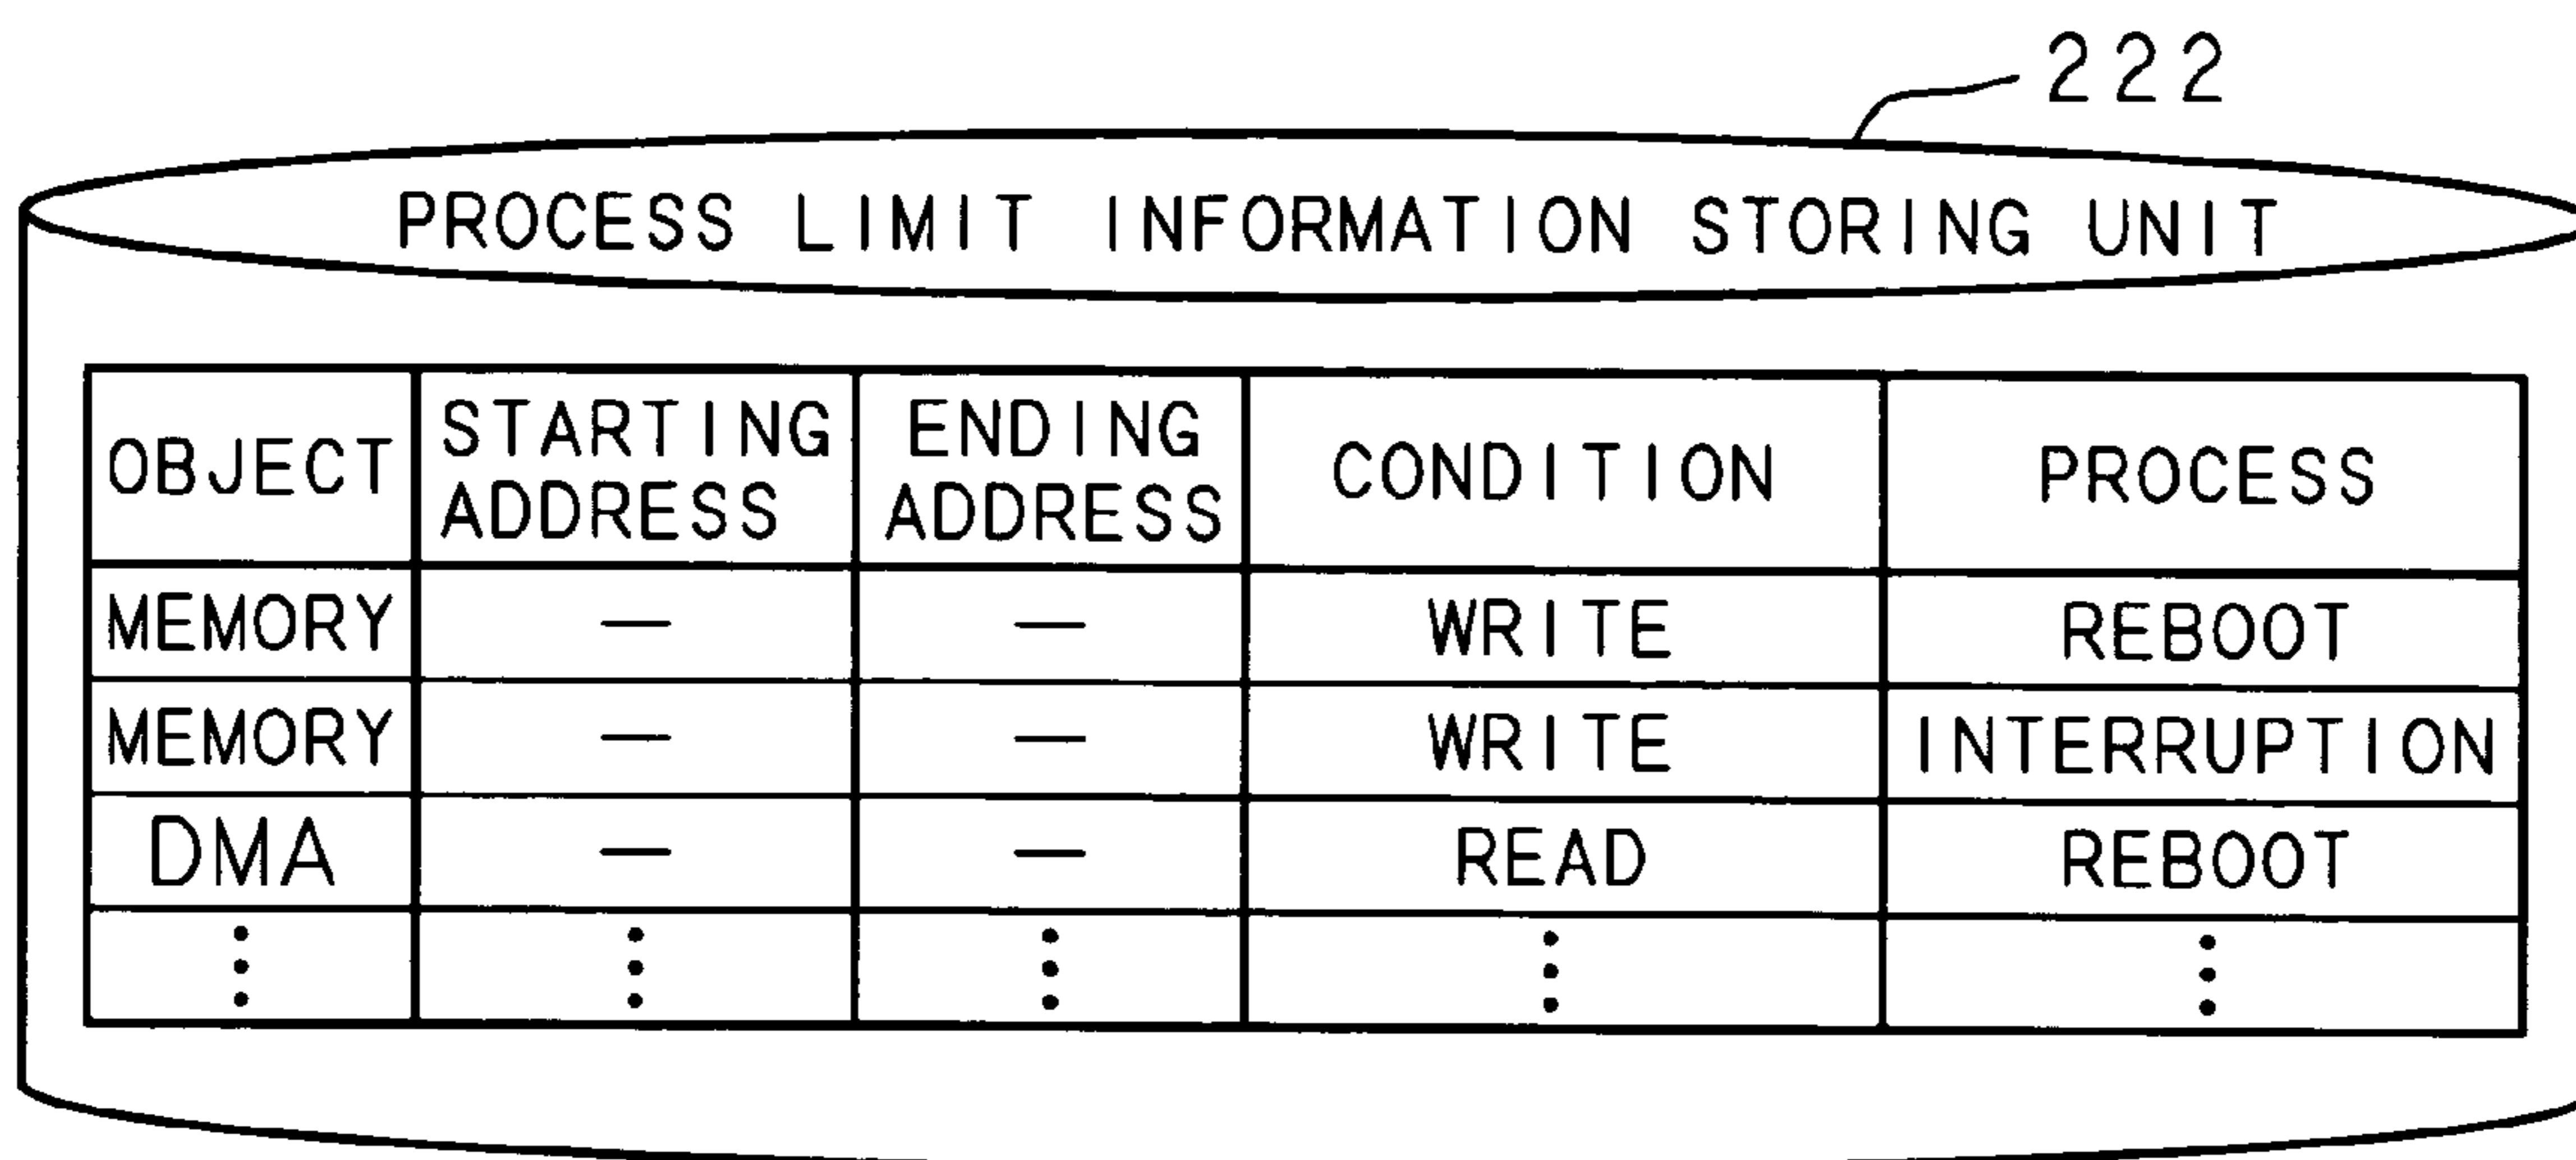 222
PROCESS LIMIT INFORMATION STORING UNIT
OBJECT STARTING ADDRESS ENDING ADDRESS CONDITION PROCESS
MEMORY — — WRITE REBOOT
MEMORY — — WRITE INTERRUPTION
DMA — — READ REBOOT
⋮ ⋮ ⋮ ⋮ ⋮